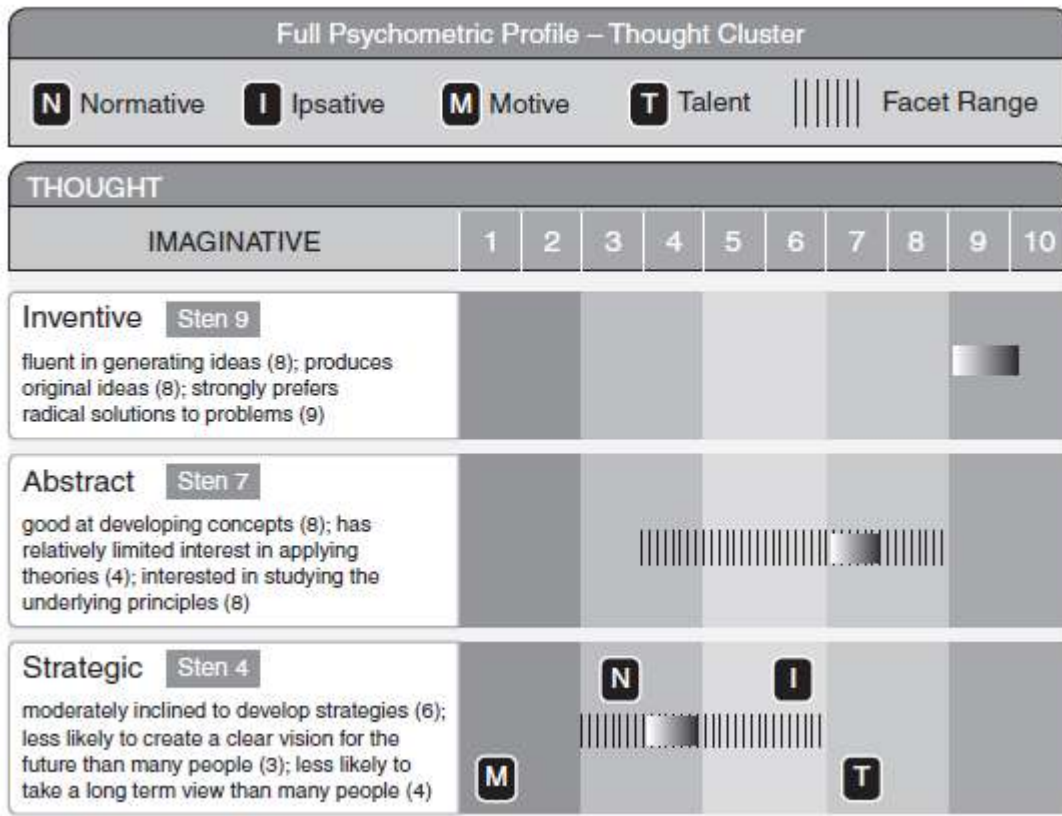 Full Psychometric Profile – Thought Cluster
N Normative I Ipsative M Motive T Talent Facet Range
THOUGHT
IMAGINATIVE 1 2 3 4 5 6 7 8 9 10
Inventive Sten 9
fluent in generating ideas (8); produces
original ideas (8); strongly prefers
radical solutions to problems (9)
Abstract Sten 7
good at developing concepts (8); has
relatively limited interest in applying
theories (4); interested in studying the
underlying principles (8)
Strategic Sten 4
N I
moderately inclined to develop strategies (6);
less likely to create a clear vision for the
future than many people (3); less likely to
take a long term view than many people (4)
M T